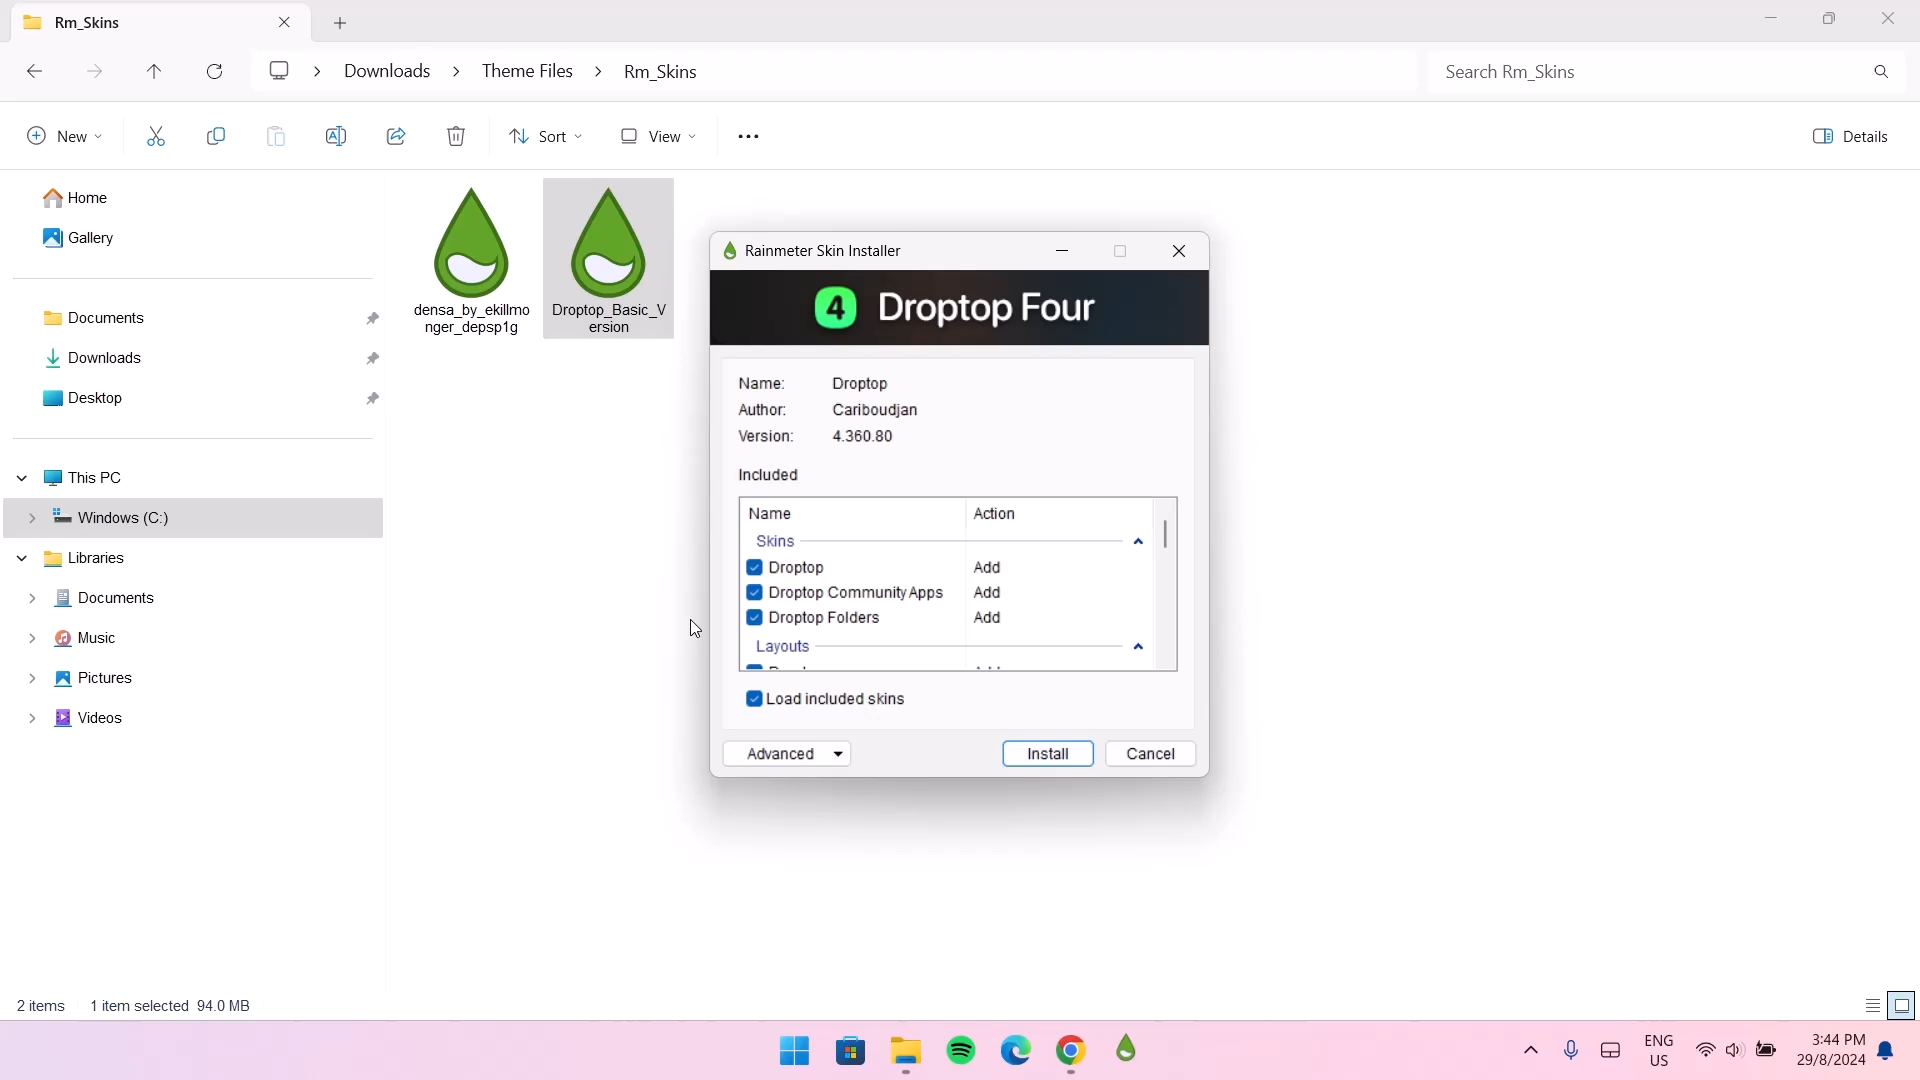 Rm_Skins
Downloads
Theme Files
Rm_Skins
Search Rm_Skins
New
Sort
View
Details
Home
Gallery
Documents
Downloads
Desktop
This PC
Windows (C:)
Libraries
Documents
Music
Pictures
Videos
densa_by_ekillmo
nger_depsp1g
Droptop_Basic_V
ersion
Rainmeter Skin Installer
4 Droptop Four
Name: Droptop
Author: Cariboudjan
Version: 4.360.80
Included
Name Action
Skins
Droptop Add
Droptop Community Apps Add
Droptop Folders Add
Layouts
Load included skins
Advanced Install Cancel
2 items 1 item selected 94.0 MB
ENG
US
3:44 PM
29/8/2024